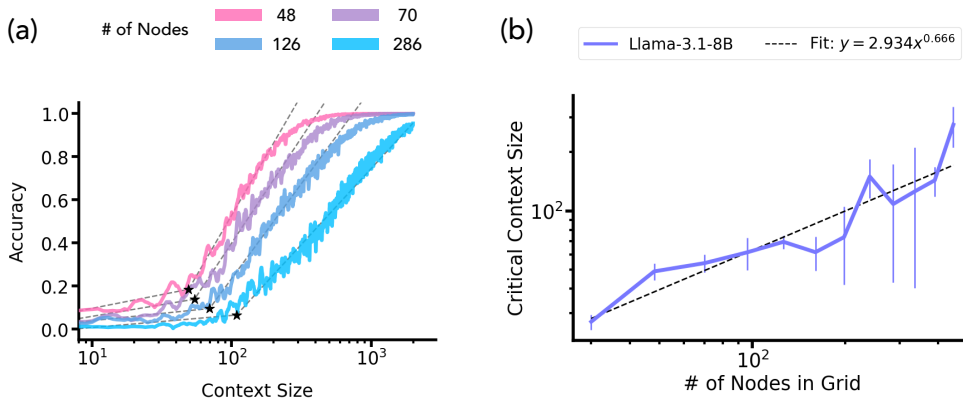 (a)
# of Nodes
48
70
126
286
Accuracy
1.0
0.8
0.6
0.4
0.2
0.0
10¹
10²
10³
Context Size
(b)
Llama-3.1-8B
Fit: y = 2.934x^0.666
Critical Context Size
10²
10²
# of Nodes in Grid